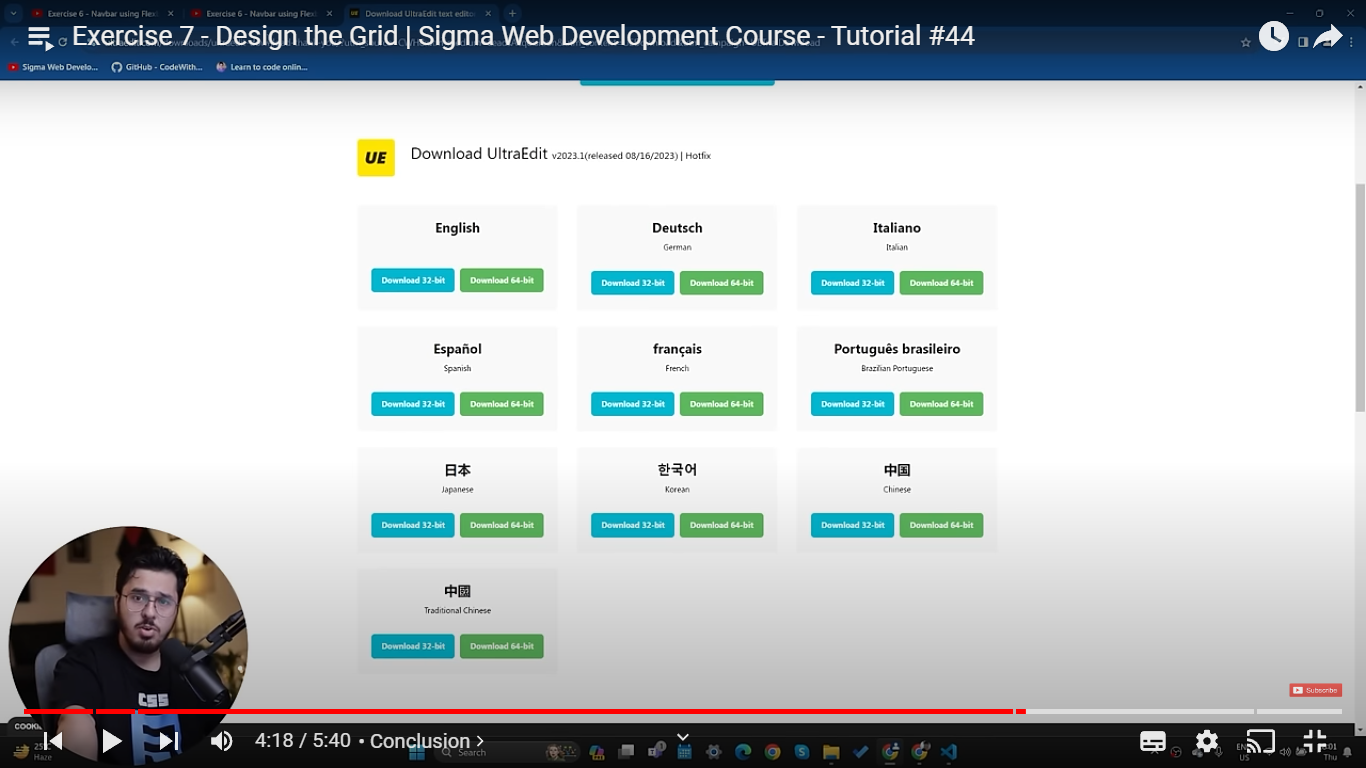 Exercise 6 - Navbar using Flex
Exercise 6 - Navbar using Flex
Download UltraEdit text editor
Exercise 7 - Design the Grid | Sigma Web Development Course - Tutorial #44
Sigma Web Develo...
GitHub - CodeWith...
Learn to code onlin...
UE
Download UltraEdit v2023.1(released 08/16/2023) | Hotfix
English
Deutsch
German
Italiano
Italian
Download 32-bit
Download 64-bit
Download 32-bit
Download 64-bit
Download 32-bit
Download 64-bit
Español
Spanish
français
French
Português brasileiro
Brazilian Portuguese
Download 32-bit
Download 64-bit
Download 32-bit
Download 64-bit
Download 32-bit
Download 64-bit
日本
Japanese
한국어
Korean
中国
Chinese
Download 32-bit
Download 64-bit
Download 32-bit
Download 64-bit
Download 32-bit
Download 64-bit
中國
Traditional Chinese
Download 32-bit
Download 64-bit
CSS
Subscribe
4:18 / 5:40 • Conclusion
Search
Haze
US
Thu